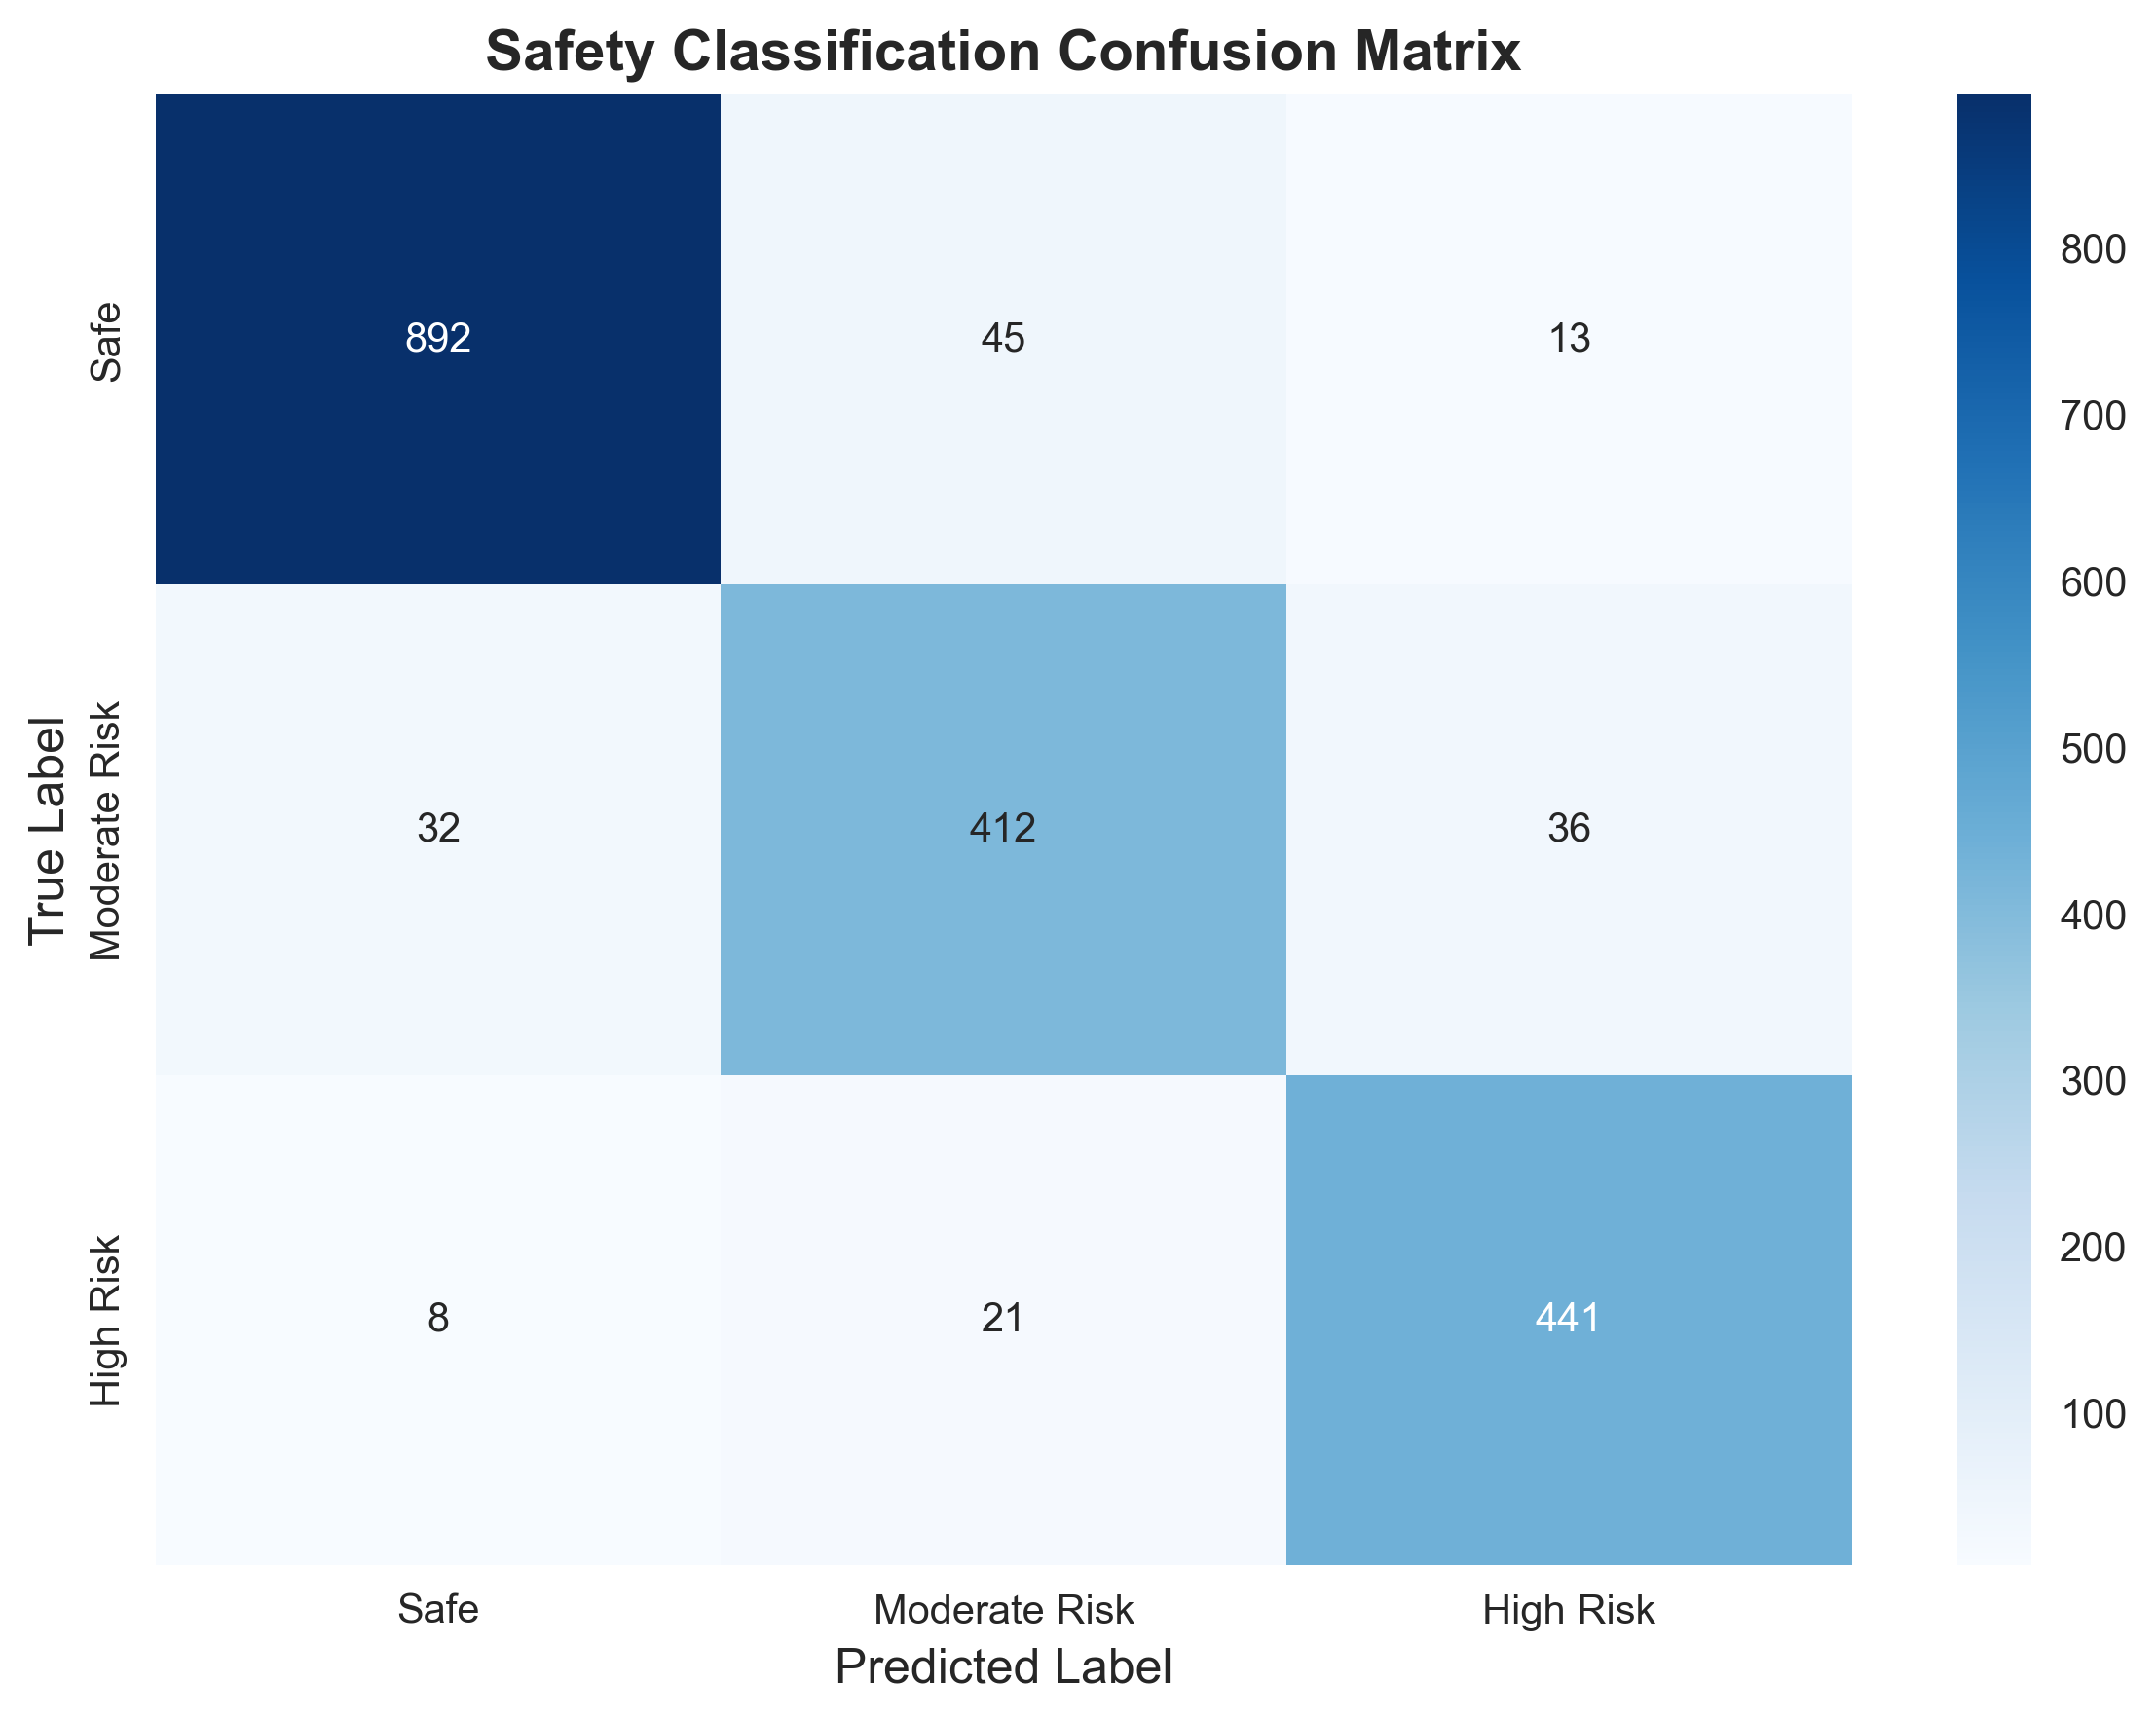 Safety Classification Confusion Matrix
True Label
Safe
892
45
13
Moderate Risk
32
412
36
High Risk
8
21
441
Safe
Moderate Risk
High Risk
Predicted Label
800
700
600
500
400
300
200
100